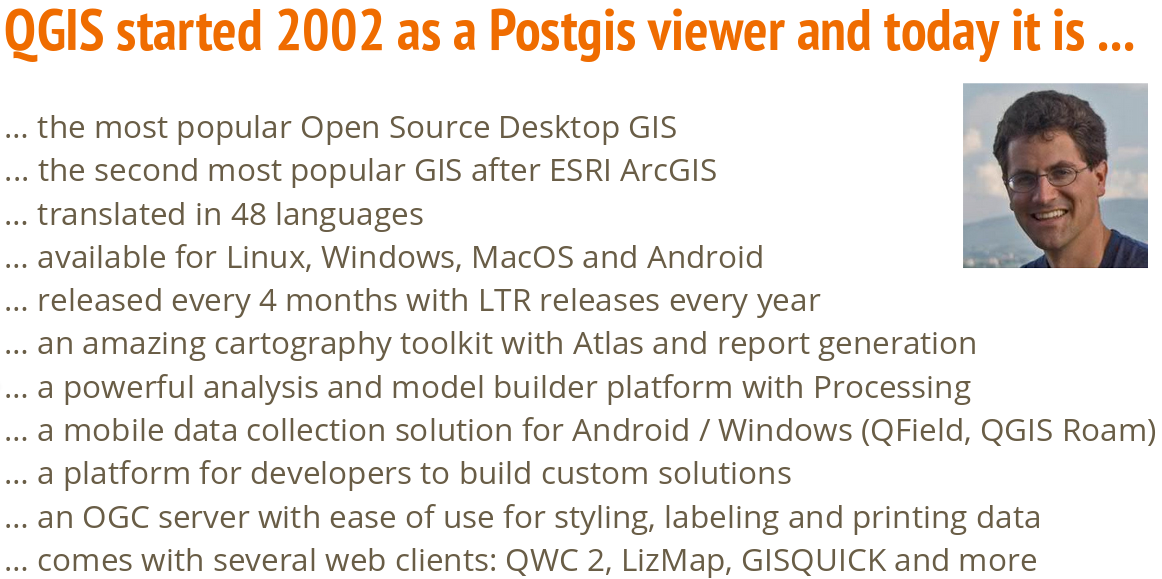 QGIS started 2002 as a Postgis viewer and today it is ...
... the most popular Open Source Desktop GIS
... the second most popular GIS after ESRI ArcGIS
... translated in 48 languages
... available for Linux, Windows, MacOS and Android
... released every 4 months with LTR releases every year
... an amazing cartography toolkit with Atlas and report generation
... a powerful analysis and model builder platform with Processing
... a mobile data collection solution for Android / Windows (QField, QGIS Roam)
... a platform for developers to build custom solutions
... an OGC server with ease of use for styling, labeling and printing data
... comes with several web clients: QWC 2, LizMap, GISQUICK and more